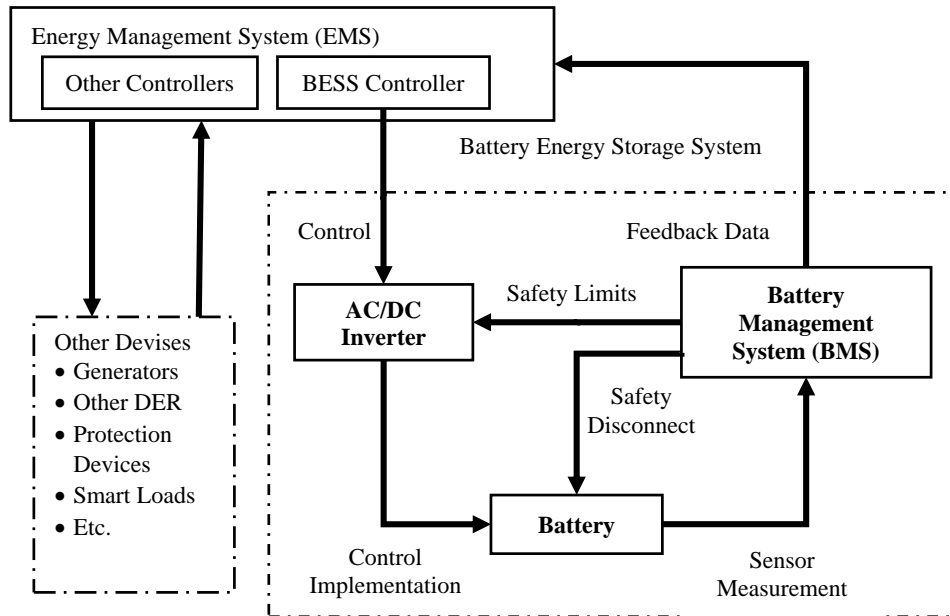 Energy Management System (EMS)
Other Controllers
BESS Controller
Battery Energy Storage System
Control
Feedback Data
AC/DC
Inverter
Safety Limits
Battery
Management
System (BMS)
Other Devises
• Generators
• Other DER
• Protection
Devices
• Smart Loads
• Etc.
Safety
Disconnect
Battery
Control
Implementation
Sensor
Measurement